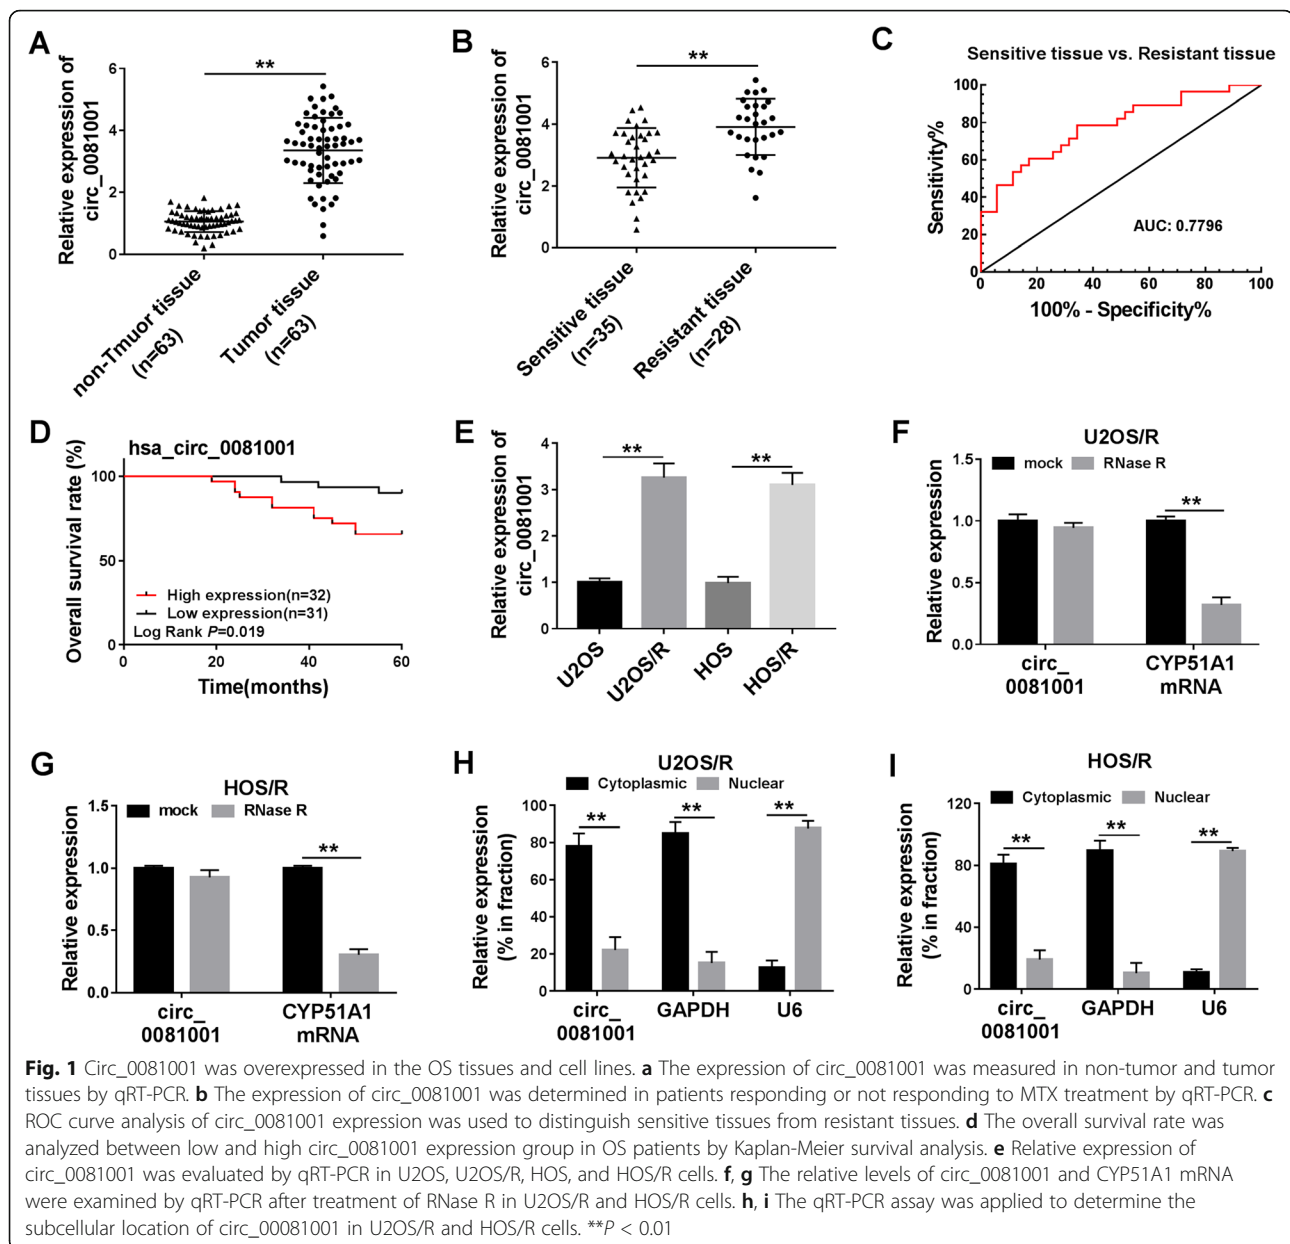 A
Relative expression of
circ_0081001
6
4
2
0
**
non-Tmuor tissue
(n=63)
Tumor tissue
(n=63)
B
Relative expression of
circ_0081001
6
4
2
0
**
Sensitive tissue
(n=35)
Resistant tissue
(n=28)
C
Sensitive tissue vs. Resistant tissue
Sensitivity%
100
80
60
40
20
0
AUC: 0.7796
0 20 40 60 80 100
100% - Specificity%
D
hsa_circ_0081001
Overall survival rate (%)
100
50
0
High expression(n=32)
Low expression(n=31)
Log Rank P=0.019
0 20 40 60
Time(months)
E
Relative expression of
circ_0081001
4
3
2
1
0
** **
U2OS U2OS/R HOS HOS/R
F
U2OS/R
mock RNase R
Relative expression
1.5
1.0
0.5
0.0
**
circ_
0081001
CYP51A1
mRNA
G
HOS/R
mock RNase R
Relative expression
1.5
1.0
0.5
0.0
**
circ_
0081001
CYP51A1
mRNA
H
U2OS/R
Cytoplasmic Nuclear
Relative expression
(% in fraction)
100
80
60
40
20
0
** ** **
circ_
0081001
GAPDH
U6
I
HOS/R
Cytoplasmic Nuclear
Relative expression
(% in fraction)
120
80
40
0
** ** **
circ_
0081001
GAPDH
U6
Fig. 1 Circ_0081001 was overexpressed in the OS tissues and cell lines. a The expression of circ_0081001 was measured in non-tumor and tumor
tissues by qRT-PCR. b The expression of circ_0081001 was determined in patients responding or not responding to MTX treatment by qRT-PCR. c
ROC curve analysis of circ_0081001 expression was used to distinguish sensitive tissues from resistant tissues. d The overall survival rate was
analyzed between low and high circ_0081001 expression group in OS patients by Kaplan-Meier survival analysis. e Relative expression of
circ_0081001 was evaluated by qRT-PCR in U2OS, U2OS/R, HOS, and HOS/R cells. f, g The relative levels of circ_0081001 and CYP51A1 mRNA
were examined by qRT-PCR after treatment of RNase R in U2OS/R and HOS/R cells. h, i The qRT-PCR assay was applied to determine the
subcellular location of circ_00081001 in U2OS/R and HOS/R cells. **P < 0.01